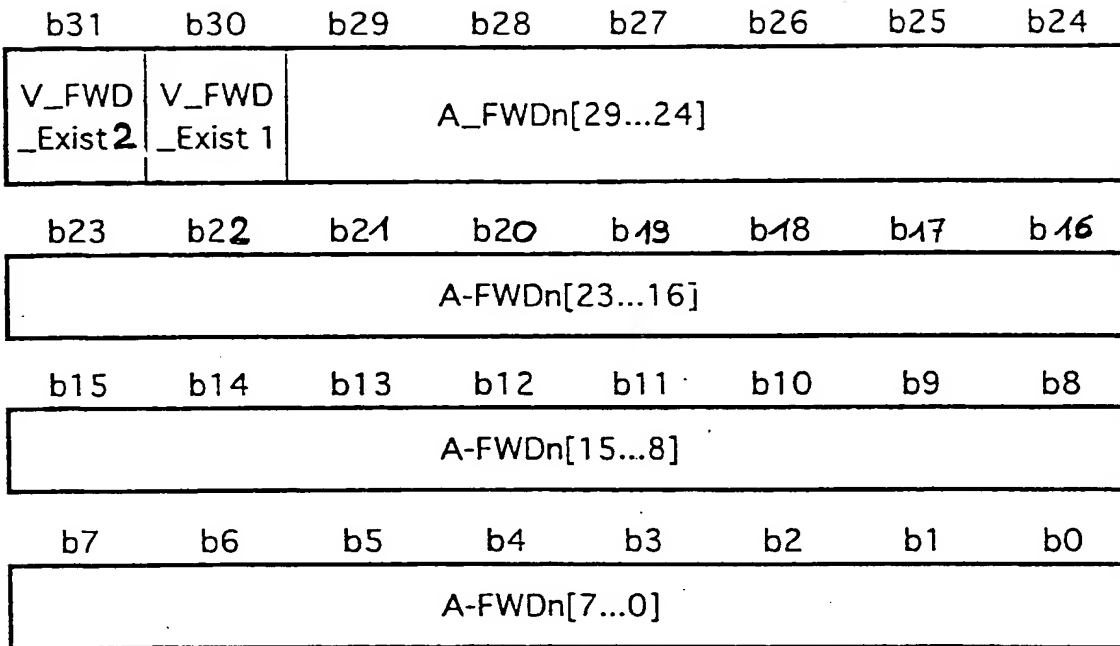 b31 b30 b29 b28 b27 b26 b25 b24
V_FWD _Exist 2
V_FWD _Exist 1
A_FWDn[29...24]
b23 b22 b21 b20 b19 b18 b17 b16
A-FWDn[23...16]
b15 b14 b13 b12 b11 b10 b9 b8
A-FWDn[15...8]
b7 b6 b5 b4 b3 b2 b1 b0
A-FWDn[7...0]